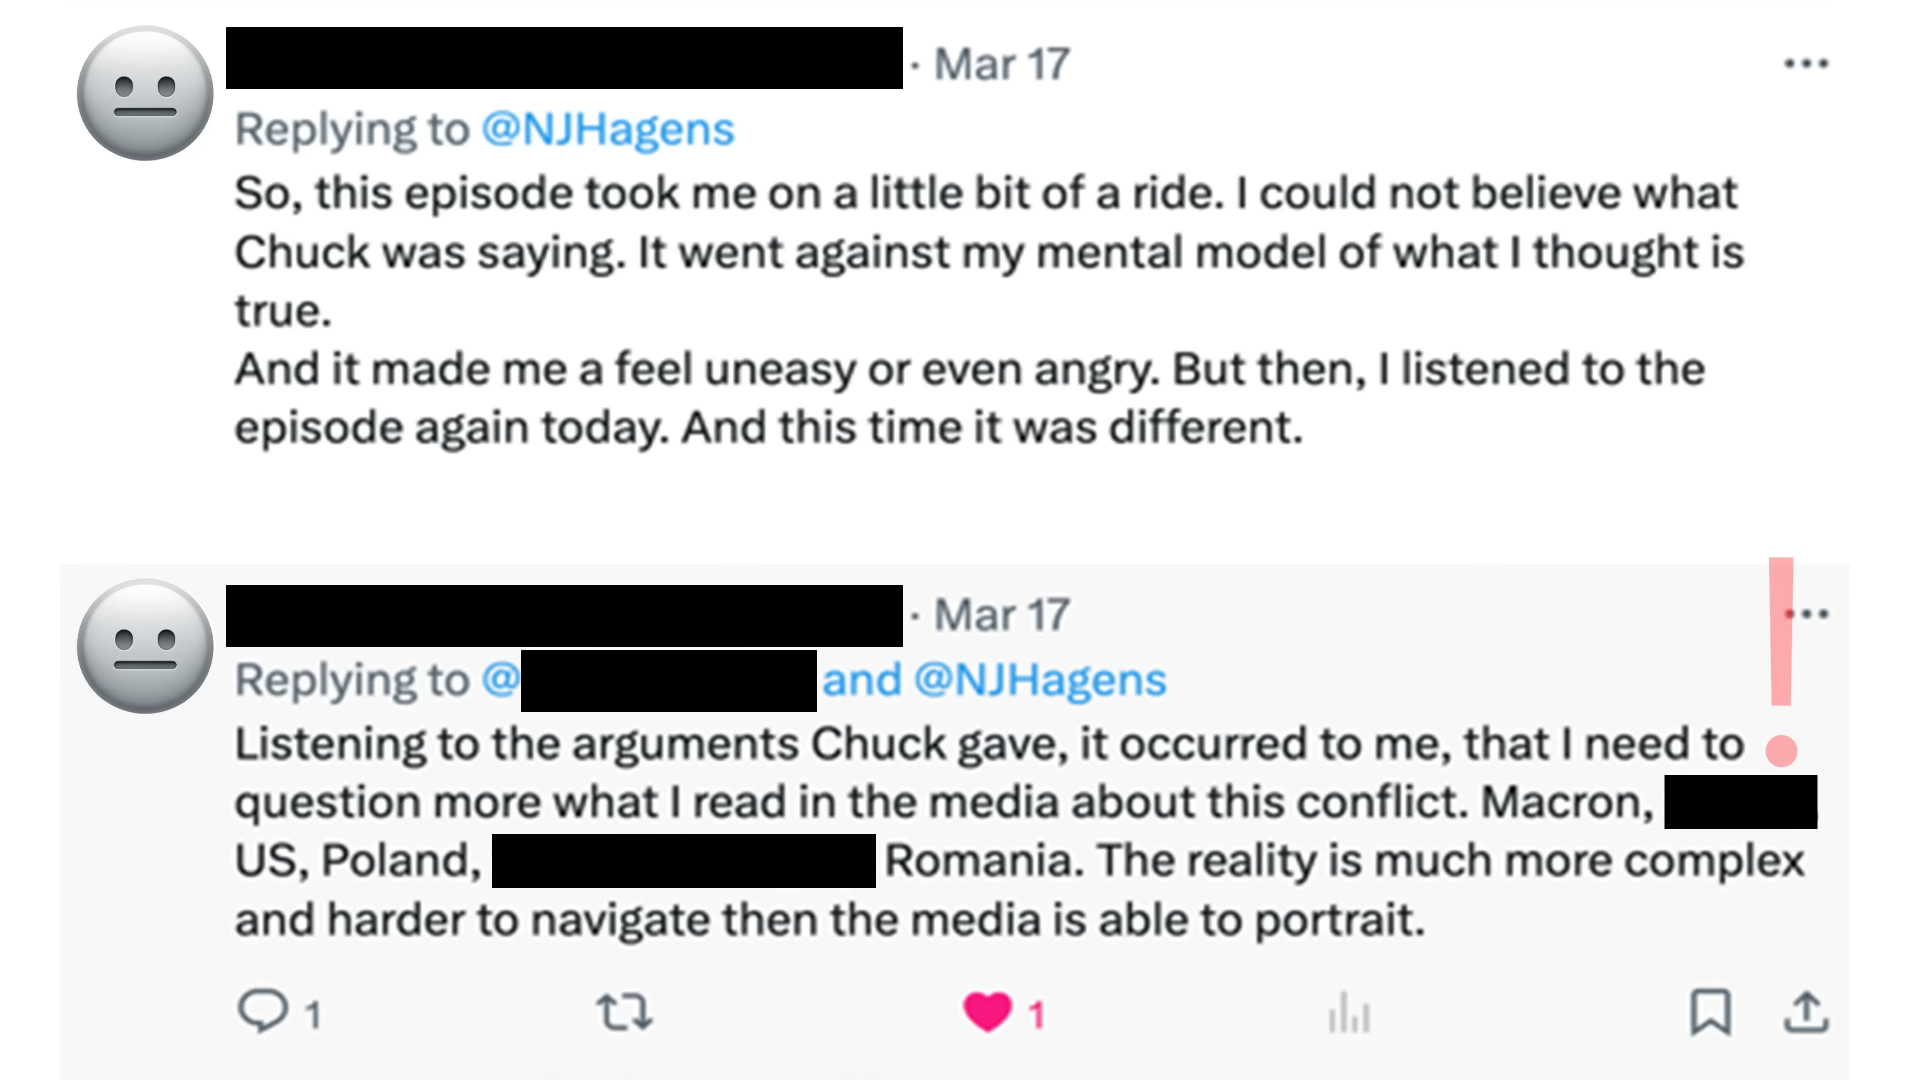 · Mar 17
Replying to @NJHagens
So, this episode took me on a little bit of a ride. I could not believe what
Chuck was saying. It went against my mental model of what I thought is
true.
And it made me a feel uneasy or even angry. But then, I listened to the
episode again today. And this time it was different.
· Mar 17
Replying to @ and @NJHagens
Listening to the arguments Chuck gave, it occurred to me, that I need to
question more what I read in the media about this conflict. Macron,
US, Poland, Romania. The reality is much more complex
and harder to navigate then the media is able to portrait.
1 1
!